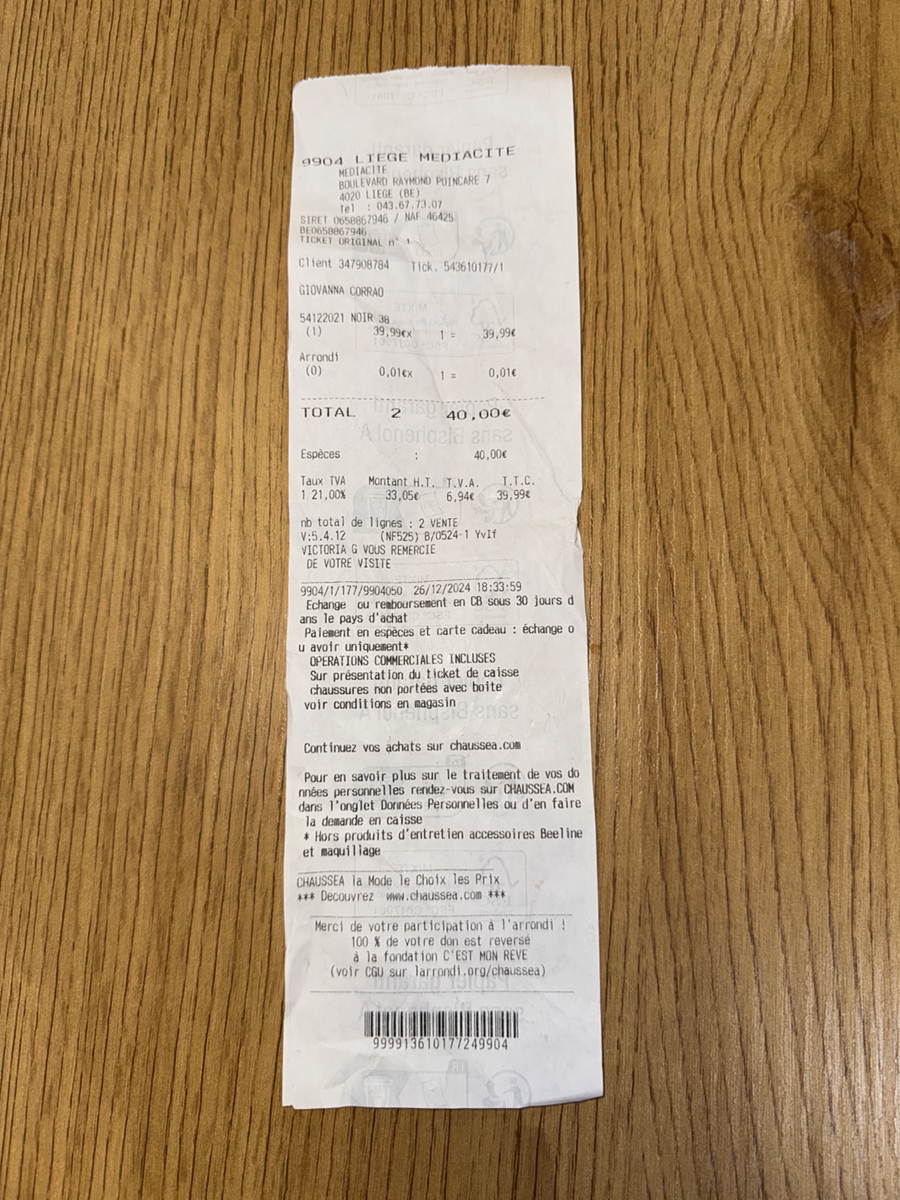 9904 LIEGE MEDIACITE
MEDIACITE
BOULEVARD RAYMOND POINCARE 7
4020 LIEGE (BE)
Tel : 043.67.73.07
SIRET 0658867946 / NAF 46425
BE0658867946
TICKET ORIGINAL n° 1
Client 347908784 Tick. 543610177/1
GIOVANNA CORRAO
54122021 NOIR 38
(1) 39,99€x 1 = 39,99€
Arrondi
(0) 0,01€x 1 = 0,01€
TOTAL 2 40,00€
Espèces : 40,00€
Taux TVA Montant H.T. T.V.A. T.T.C.
1 21,00% 33,05€ 6,94€ 39,99€
nb total de lignes : 2 VENTE
V:5.4.12 (NF525) B/0524-1 YvIf
VICTORIA G VOUS REMERCIE
DE VOTRE VISITE
9904/1/177/9904050 26/12/2024 18:33:59
Echange ou remboursement en CB sous 30 jours d
ans le pays d'achat
Paiement en espèces et carte cadeau : échange o
u avoir uniquement*
OPERATIONS COMMERCIALES INCLUSES
Sur présentation du ticket de caisse
chaussures non portées avec boite
voir conditions en magasin
Continuez vos achats sur chaussea.com
Pour en savoir plus sur le traitement de vos do
nnées personnelles rendez-vous sur CHAUSSEA.COM
dans l'onglet Données Personnelles ou d'en faire
la demande en caisse
* Hors produits d'entretien accessoires Beeline
et maquillage
CHAUSSEA la Mode le Choix les Prix
*** Decouvrez www.chaussea.com ***
Merci de votre participation à l'arrondi !
100 % de votre don est reversé
à la fondation C'EST MON REVE
(voir CGU sur larrondi.org/chaussea)
999913610177249904